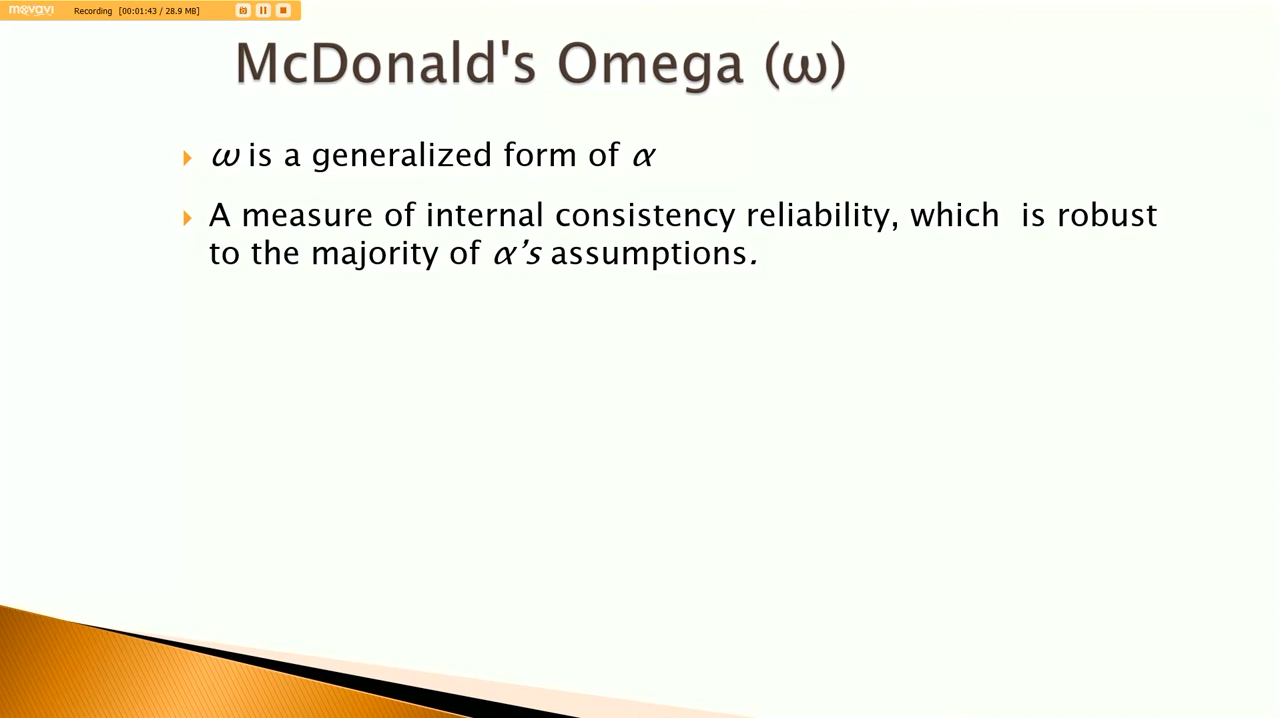 movavi Recording [00:01:43 / 28.9 MB]
McDonald's Omega (ω)
ω is a generalized form of α
A measure of internal consistency reliability, which  is robust
to the majority of α’s assumptions.